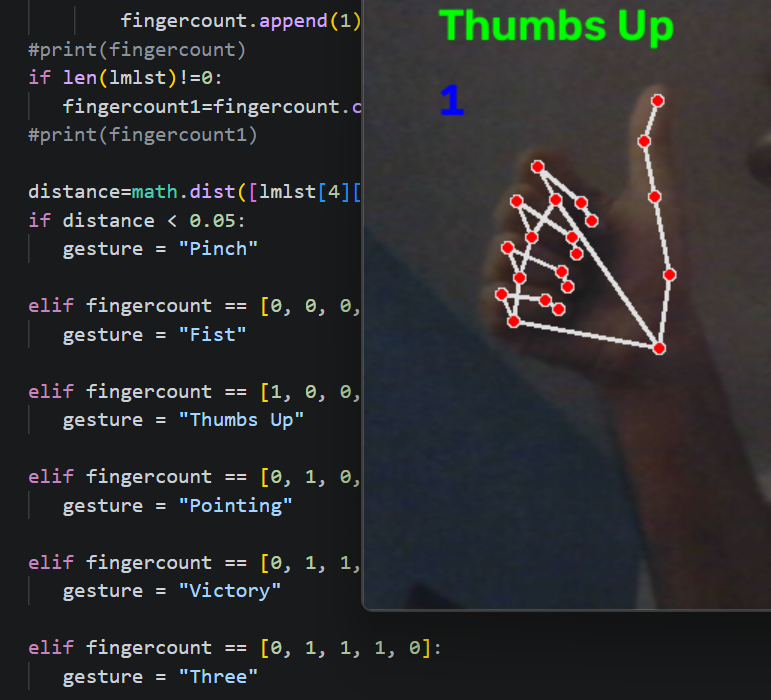 fingercount.append(1)
#print(fingercount)
if len(lmlst)!=0:
fingercount1=fingercount.c
#print(fingercount1)
distance=math.dist([lmlst[4][
if distance < 0.05:
gesture = "Pinch"
elif fingercount == [0, 0, 0,
gesture = "Fist"
elif fingercount == [1, 0, 0,
gesture = "Thumbs Up"
elif fingercount == [0, 1, 0,
gesture = "Pointing"
elif fingercount == [0, 1, 1,
gesture = "Victory"
elif fingercount == [0, 1, 1, 1, 0]:
gesture = "Three"
Thumbs Up
1